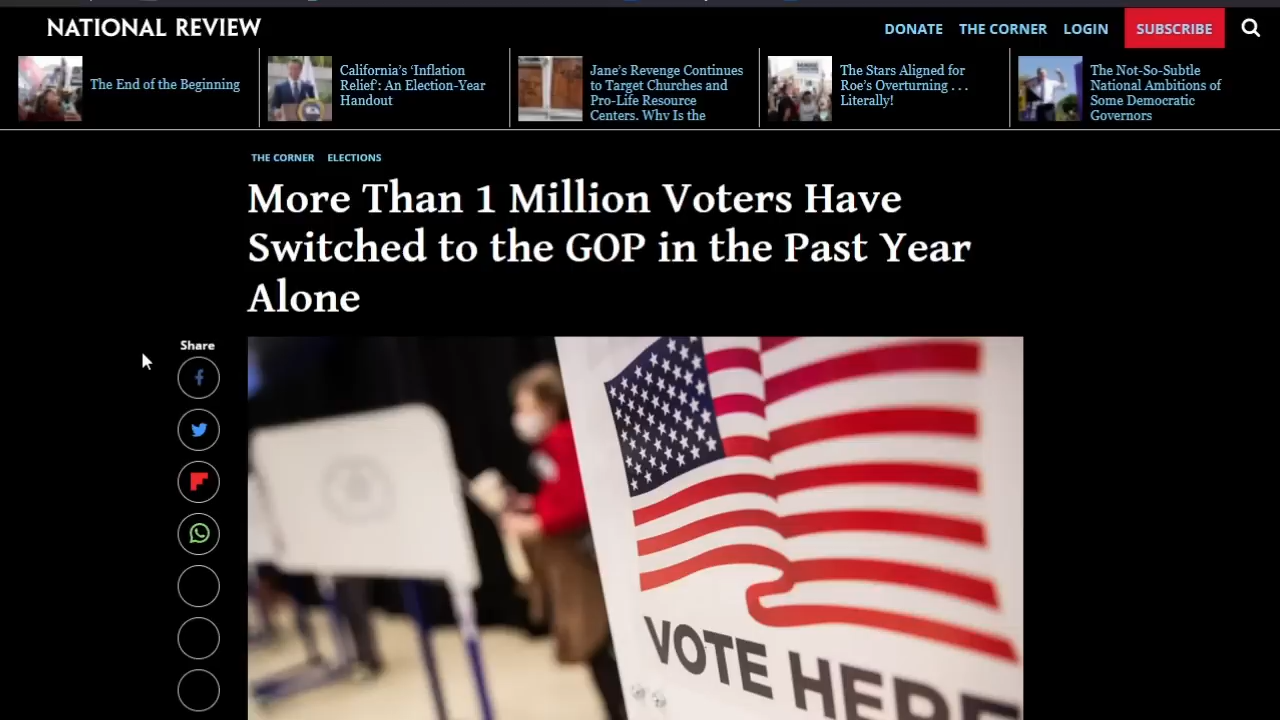 NATIONAL REVIEW
DONATE THE CORNER LOGIN SUBSCRIBE
The End of the Beginning
California's 'Inflation
Relief': An Election-Year
Handout
Jane's Revenge Continues
to Target Churches and
Pro-Life Resource
Centers. Why Is the
The Stars Aligned for
Roe's Overturning . . .
Literally!
The Not-So-Subtle
National Ambitions of
Some Democratic
Governors
THE CORNER ELECTIONS
More Than 1 Million Voters Have
Switched to the GOP in the Past Year
Alone
Share
VOTE HERE